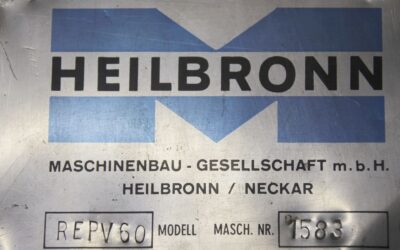 HEILBRONN
MASCHINENBAU - GESELLSCHAFT m.b.H.
HEILBRONN / NECKAR
REPV60 MODELL MASCH. NR. 1583